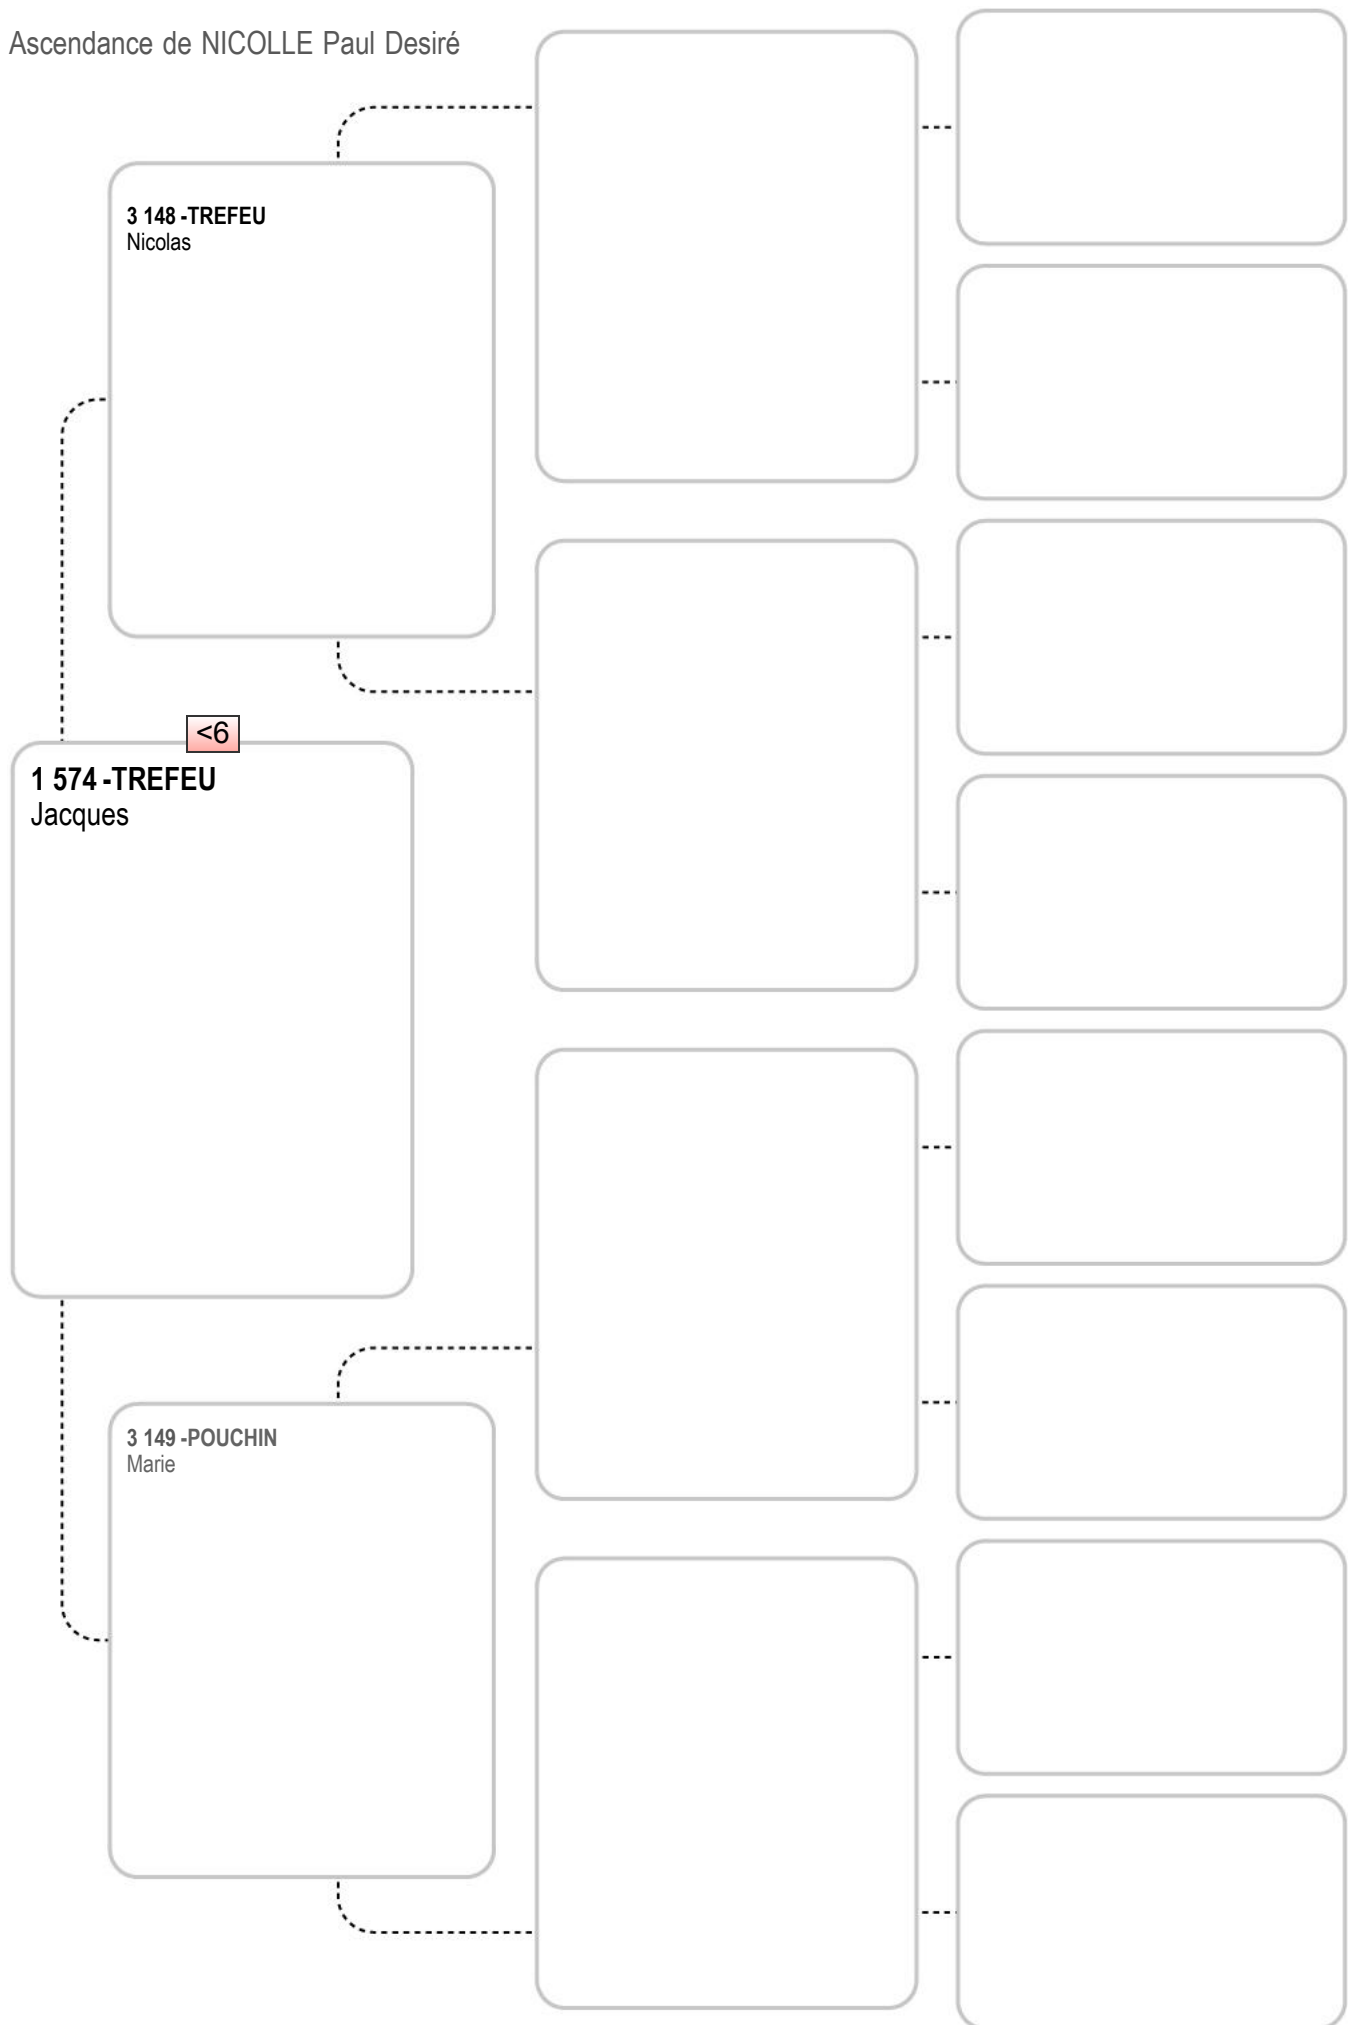 Ascendance de NICOLLE Paul Desiré
3 148 -TREFEU
Nicolas
<6
1 574 -TREFEU
Jacques
3 149 -POUCHIN
Marie